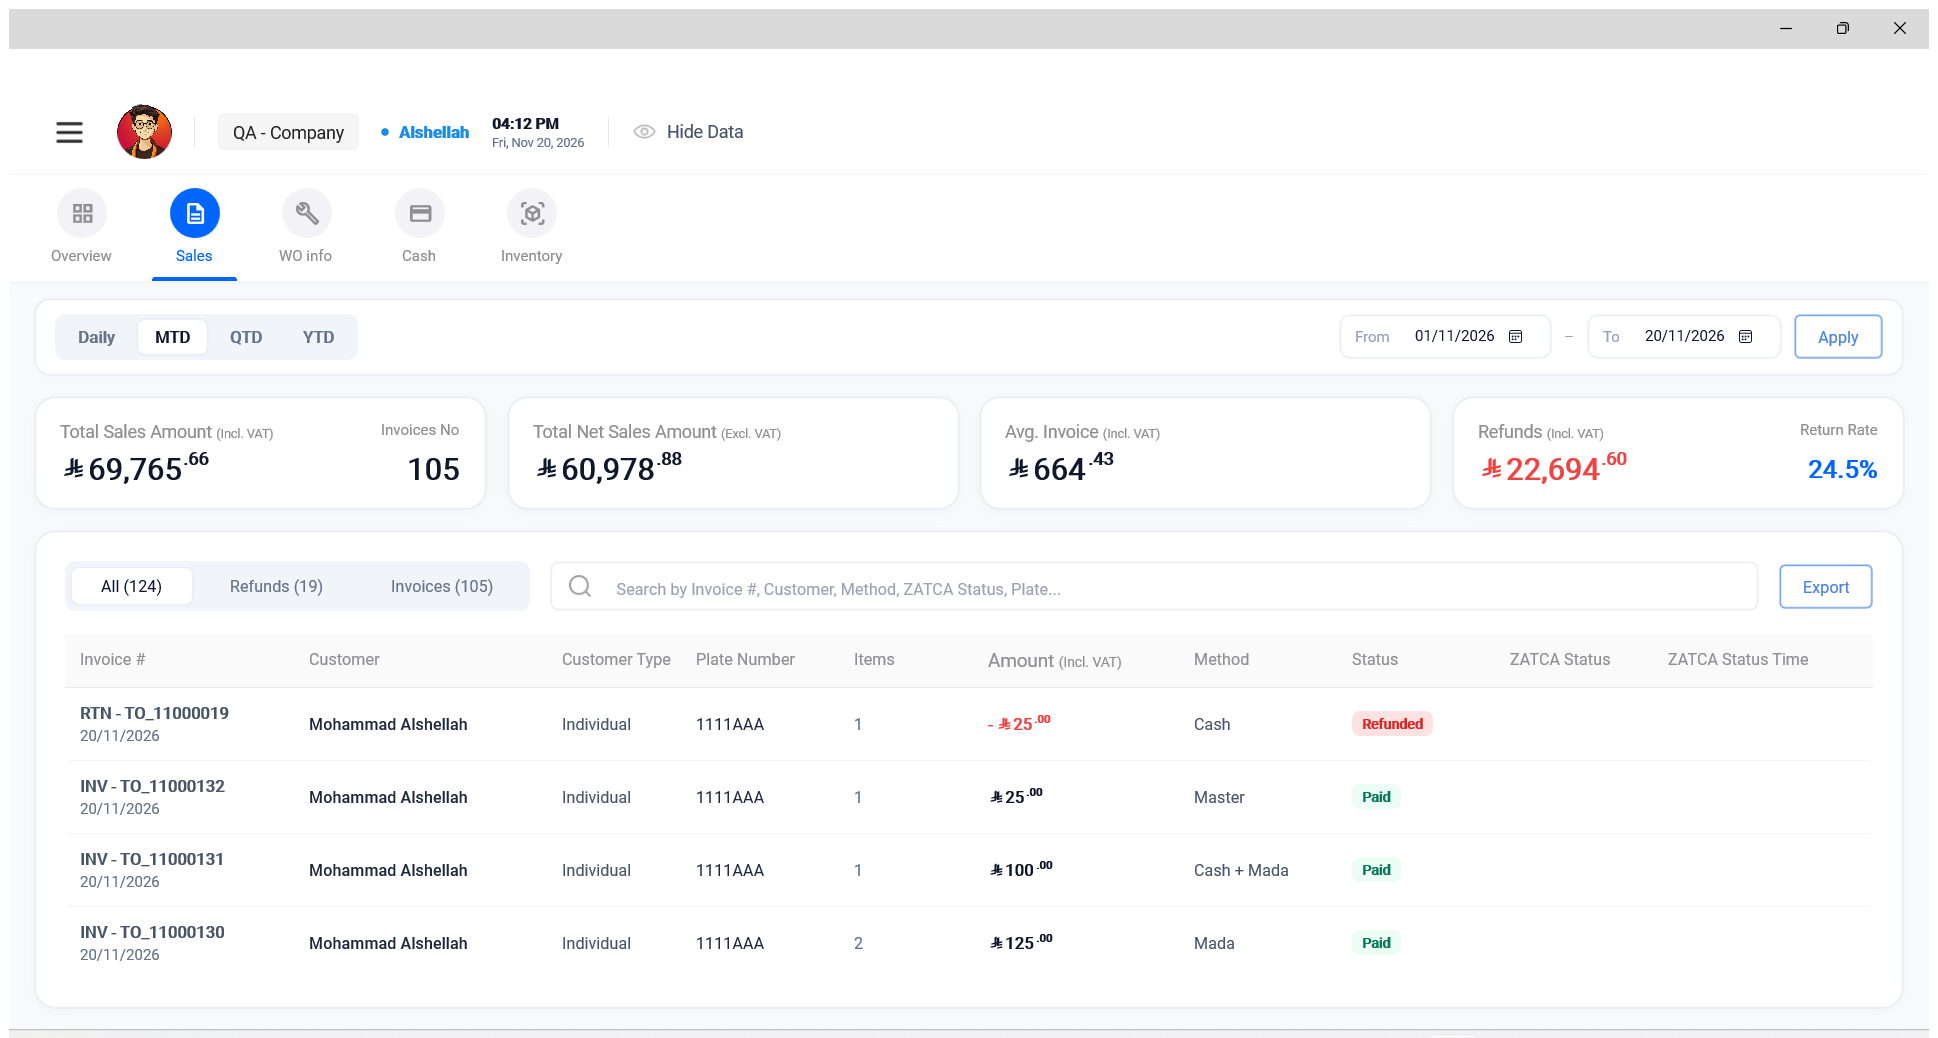 QA - Company
Alshellah
04:12 PM
Fri, Nov 20, 2026
Hide Data
Overview
Sales
WO info
Cash
Inventory
Daily MTD QTD YTD
From 01/11/2026 – To 20/11/2026 Apply
Total Sales Amount (Incl. VAT) Invoices No
69,765.66 105
Total Net Sales Amount (Excl. VAT)
60,978.88
Avg. Invoice (Incl. VAT)
664.43
Refunds (Incl. VAT) Return Rate
22,694.60 24.5%
All (124) Refunds (19) Invoices (105) Search by Invoice #, Customer, Method, ZATCA Status, Plate... Export
Invoice # Customer Customer Type Plate Number Items Amount (Incl. VAT) Method Status ZATCA Status ZATCA Status Time
RTN - TO_11000019
20/11/2026
Mohammad Alshellah Individual 1111AAA 1 - 25.00 Cash Refunded
INV - TO_11000132
20/11/2026
Mohammad Alshellah Individual 1111AAA 1 25.00 Master Paid
INV - TO_11000131
20/11/2026
Mohammad Alshellah Individual 1111AAA 1 100.00 Cash + Mada Paid
INV - TO_11000130
20/11/2026
Mohammad Alshellah Individual 1111AAA 2 125.00 Mada Paid